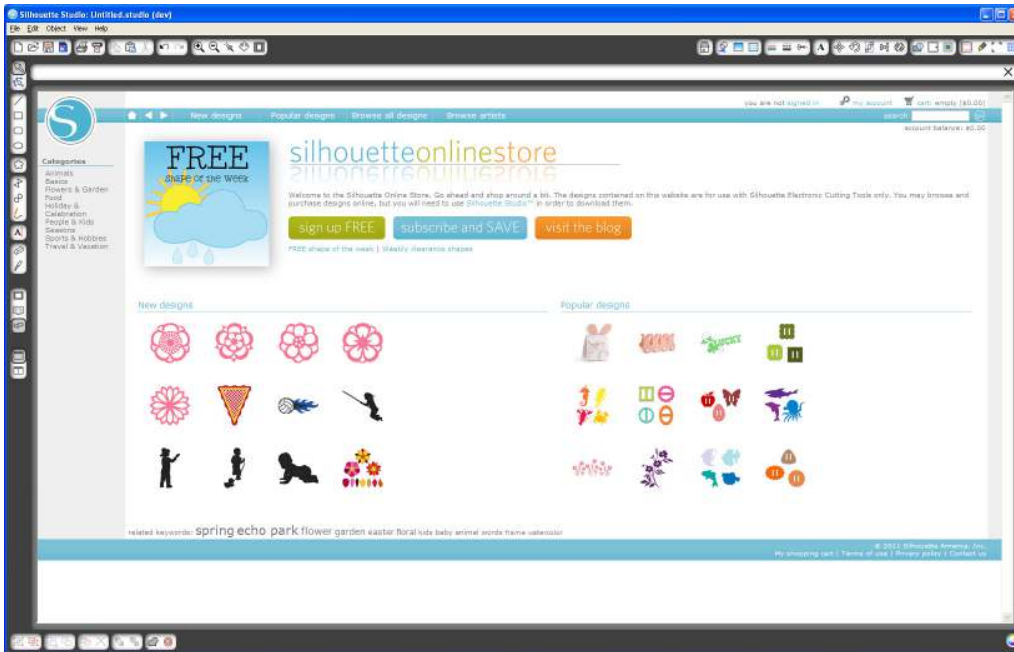 Silhouette Studio: Untitled.studio (dev)
File Edit Object View Help
you are not signed in my account cart: empty [$0.00]
New designs Popular designs Browse all designs Browse artists search
account balance: $0.00
S
Categories
Animals
Basics
Flowers & Garden
Food
Holiday &
Celebration
People & Kids
Seasons
Sports & Hobbies
Travel & Vacation
FREE
SHAPE OF THE WEEK
silhouetteonlinestore
Welcome to the Silhouette Online Store. Go ahead and shop around a bit. The designs contained on this website are for use with Silhouette Electronic Cutting Tools only. You may browse and
purchase designs online, but you will need to use Silhouette Studio™ in order to download them.
sign up FREE subscribe and SAVE visit the blog
FREE shape of the week | Weekly clearance shapes
New designs
Popular designs
LUCKY
related keywords: spring echo park flower garden easter floral kids baby animal words frame watercolor
© 2011 Silhouette America, Inc.
My shopping cart | Terms of use | Privacy policy | Contact us